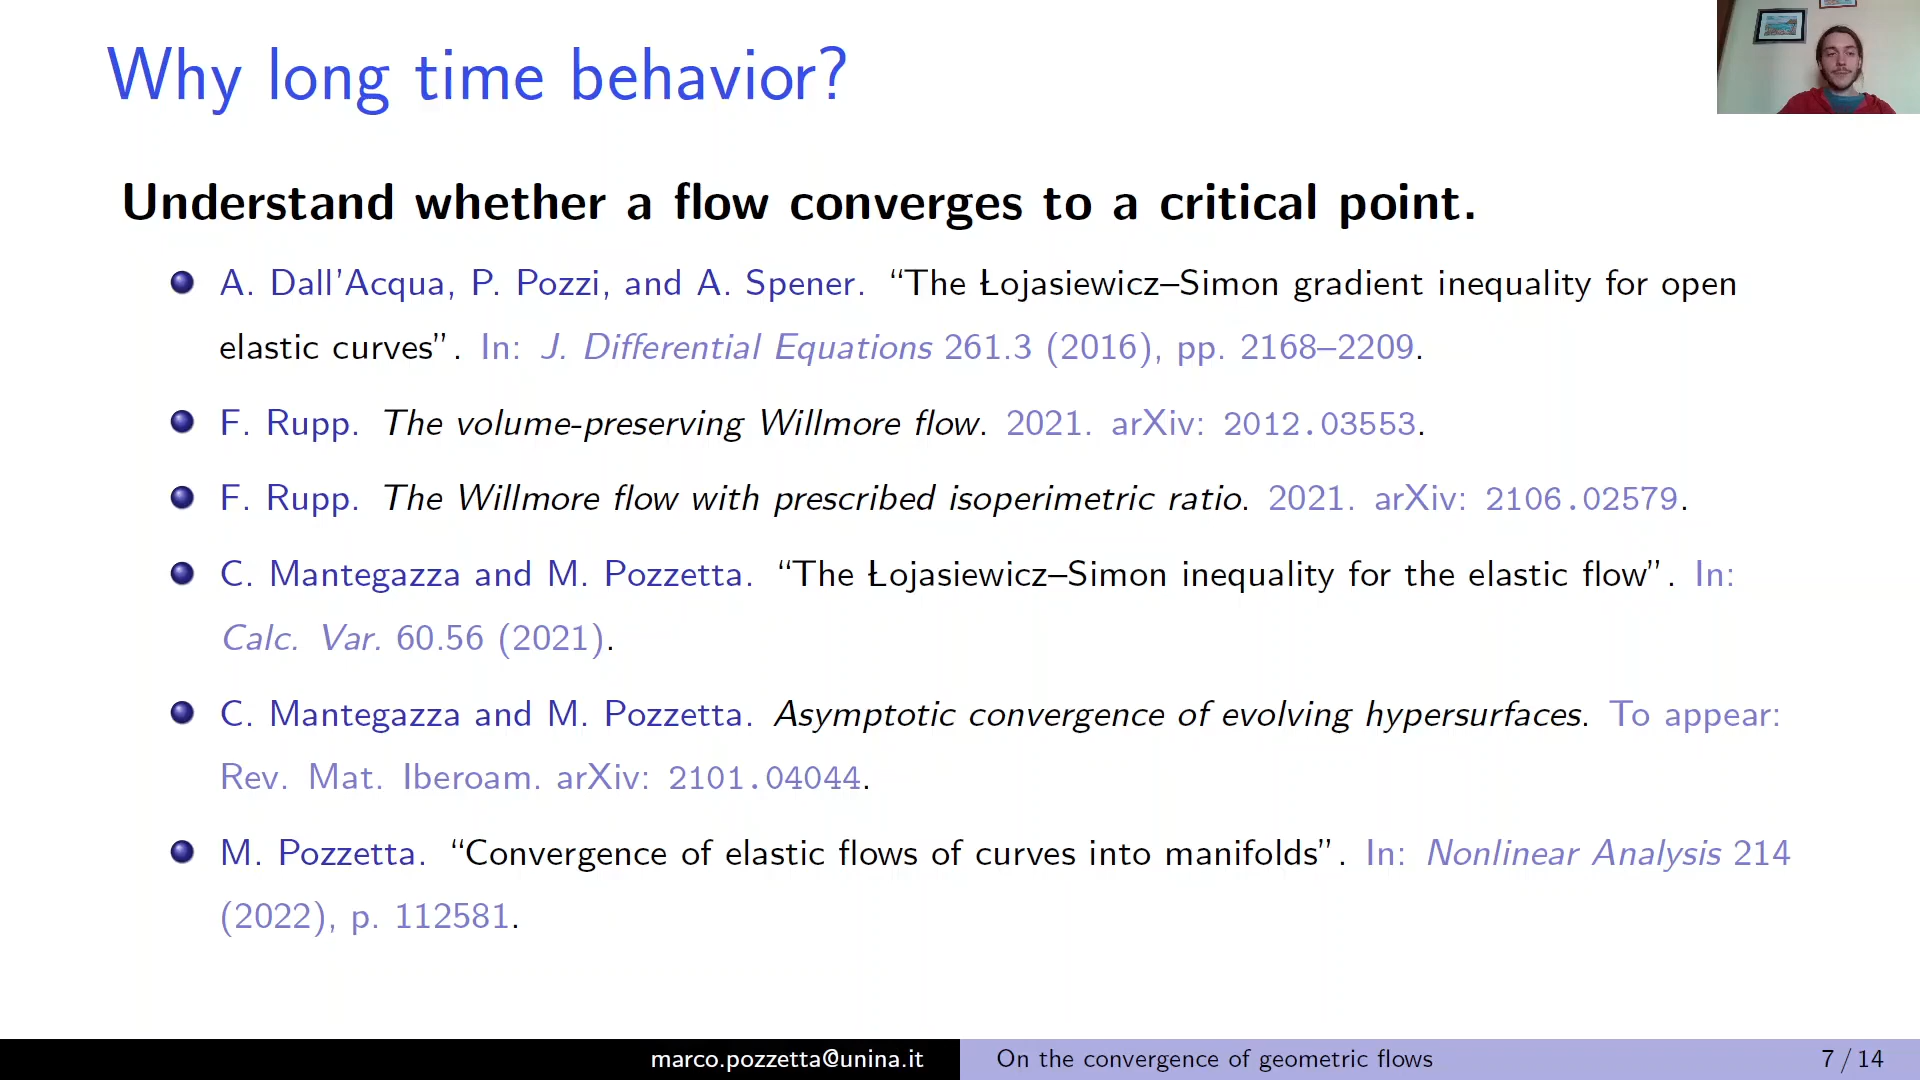 Why long time behavior?
Understand whether a flow converges to a critical point.
A. Dall’Acqua, P. Pozzi, and A. Spener. “The Łojasiewicz–Simon gradient inequality for open
elastic curves”. In: J. Differential Equations 261.3 (2016), pp. 2168–2209.
F. Rupp. The volume-preserving Willmore flow. 2021. arXiv: 2012.03553.
F. Rupp. The Willmore flow with prescribed isoperimetric ratio. 2021. arXiv: 2106.02579.
C. Mantegazza and M. Pozzetta. “The Łojasiewicz–Simon inequality for the elastic flow”. In:
Calc. Var. 60.56 (2021).
C. Mantegazza and M. Pozzetta. Asymptotic convergence of evolving hypersurfaces. To appear:
Rev. Mat. Iberoam. arXiv: 2101.04044.
M. Pozzetta. “Convergence of elastic flows of curves into manifolds”. In: Nonlinear Analysis 214
(2022), p. 112581.
marco.pozzetta@unina.it On the convergence of geometric flows 7 / 14